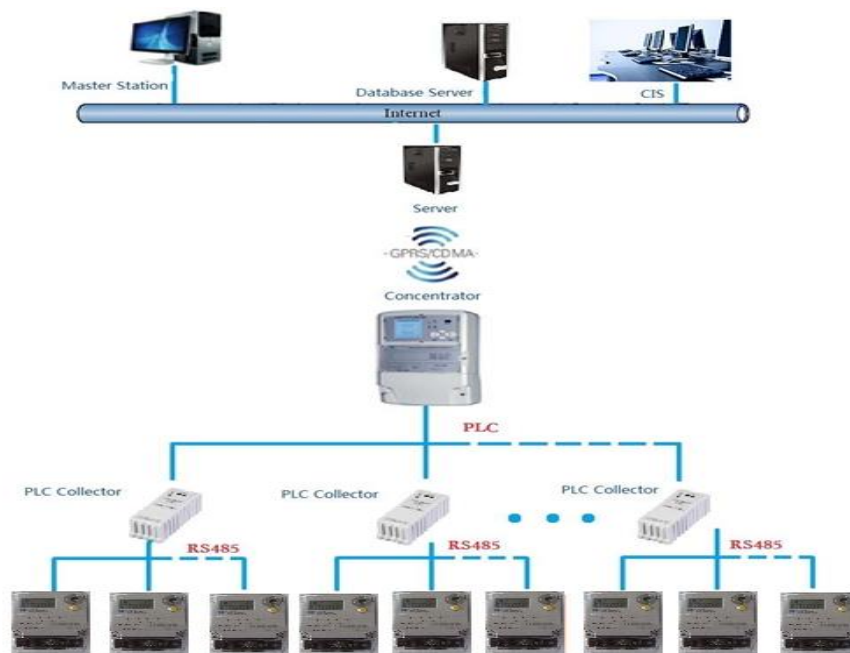 Master Station
Database Server
CIS
Internet
Server
GPRS/CDMA
Concentrator
PLC
PLC Collector
PLC Collector
PLC Collector
RS485
RS485
RS485